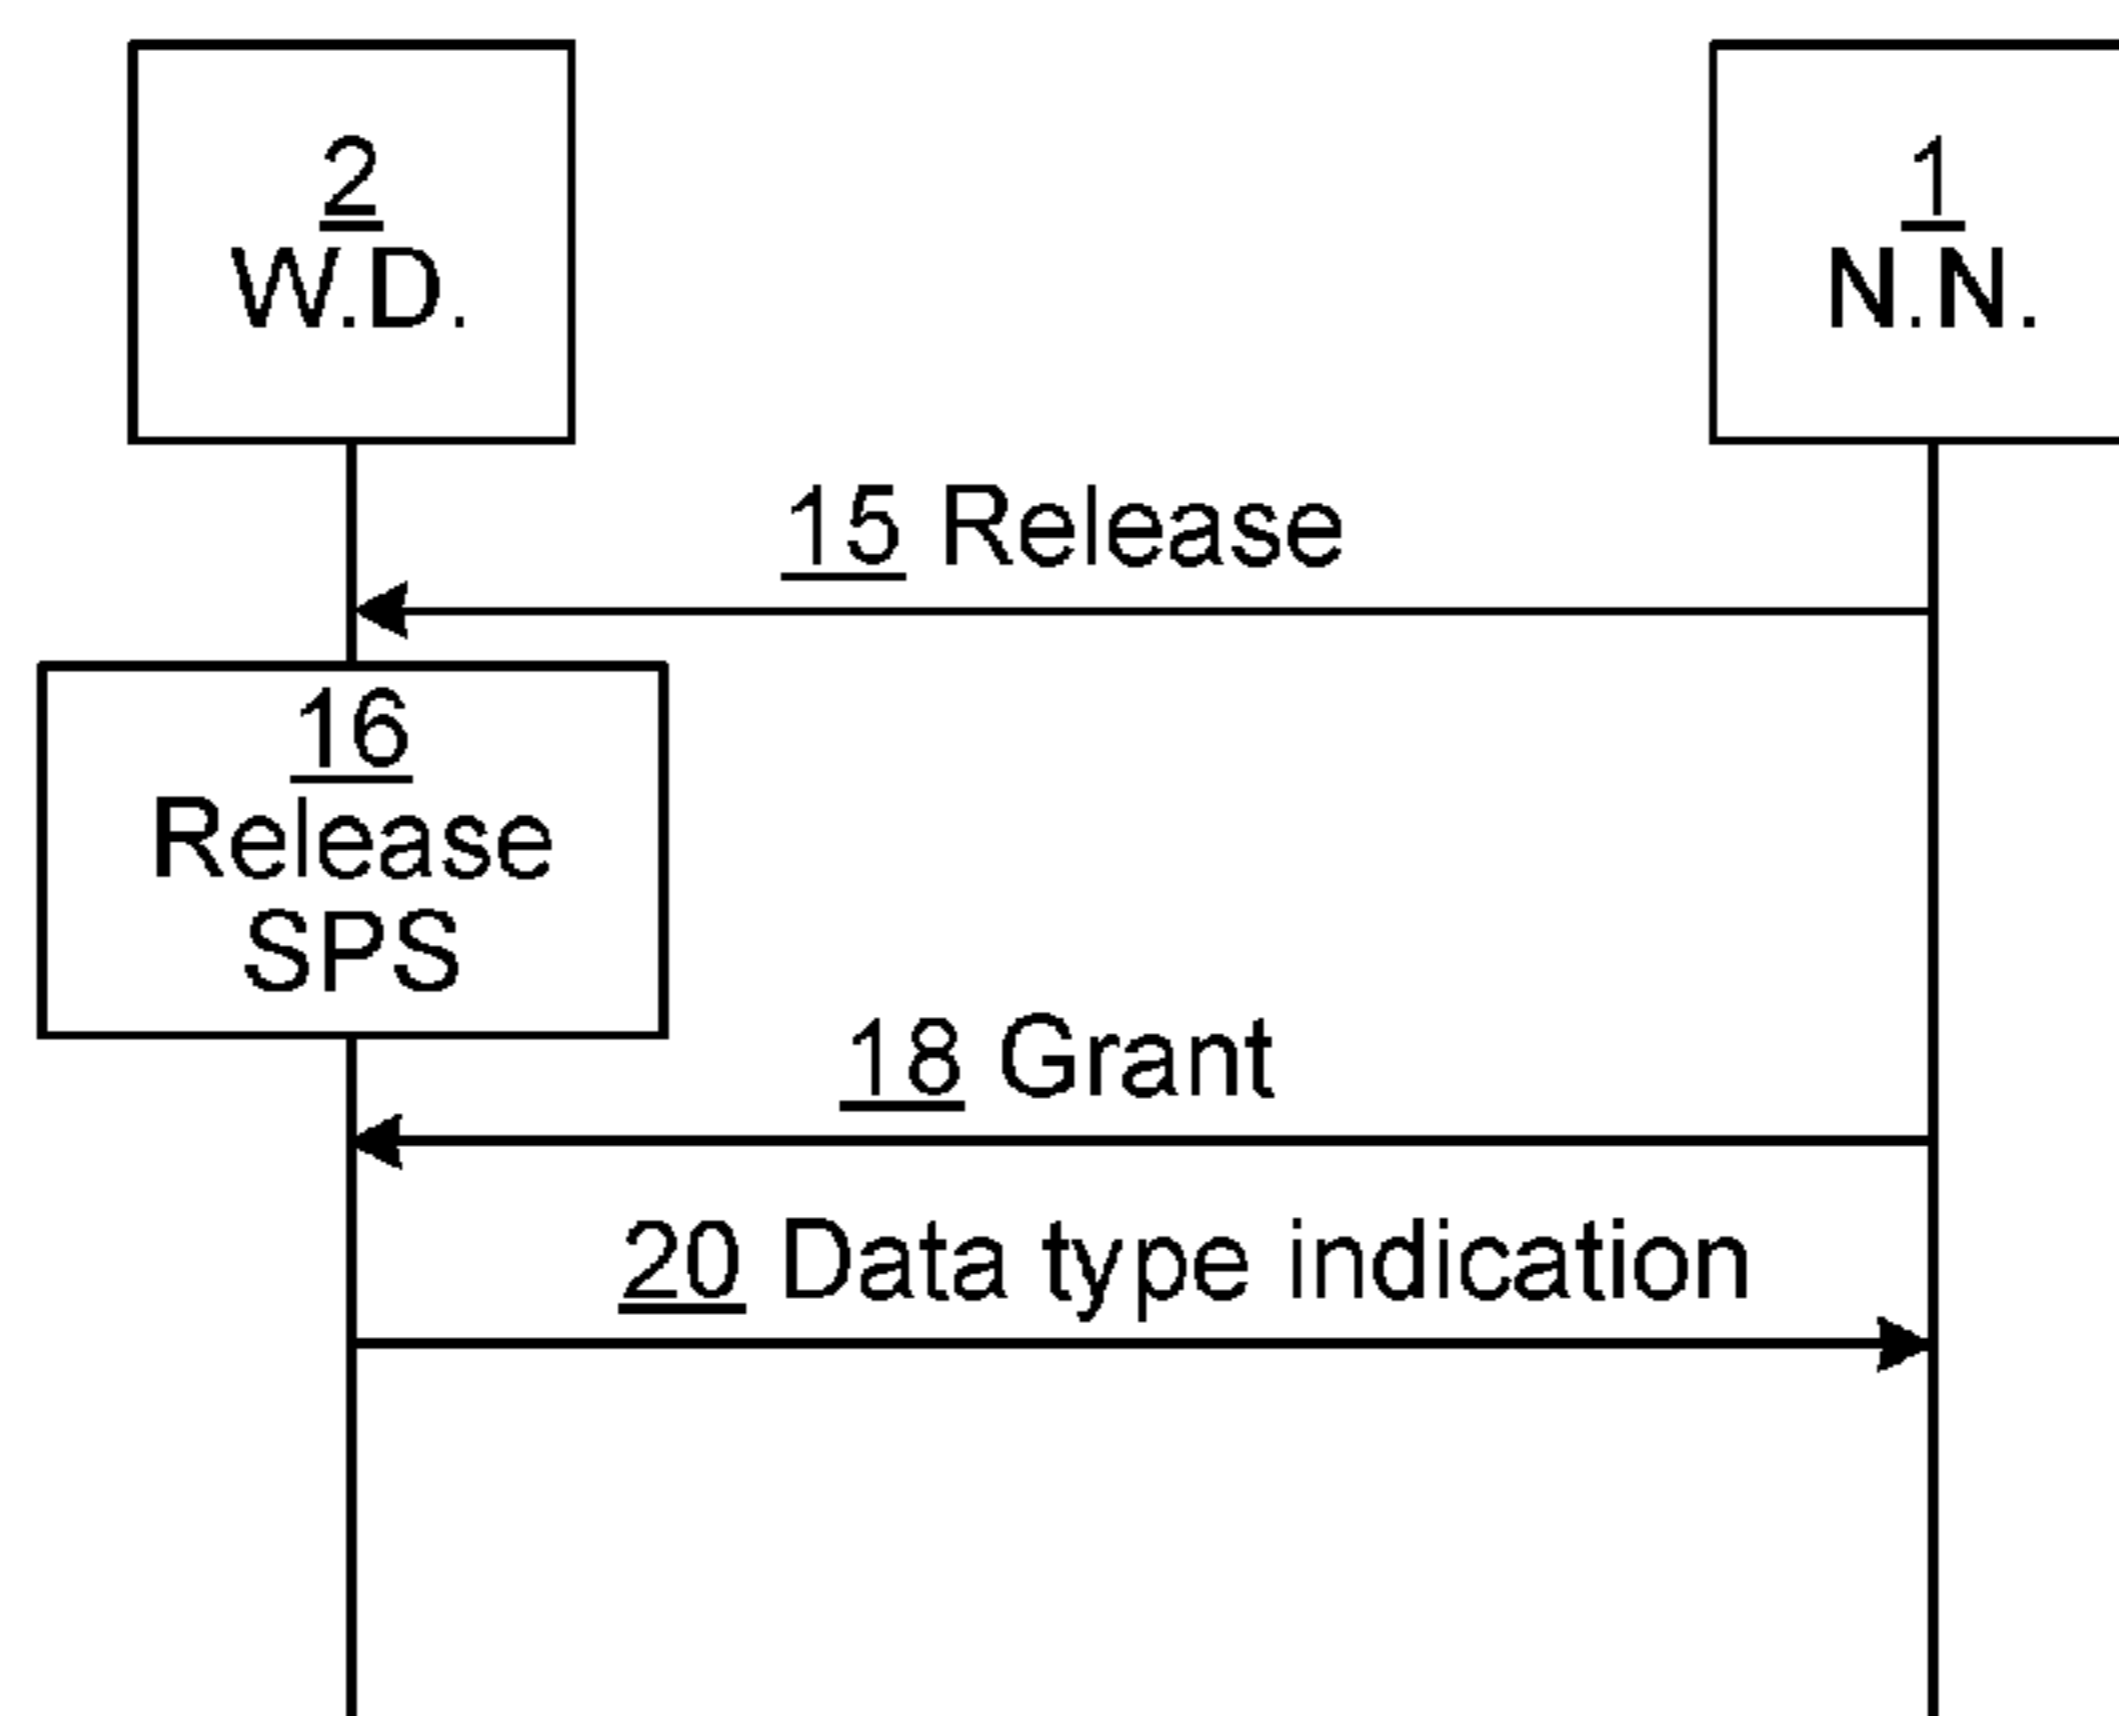 2
W.D.
1
N.N.
15 Release
16
Release
SPS
18 Grant
20 Data type indication